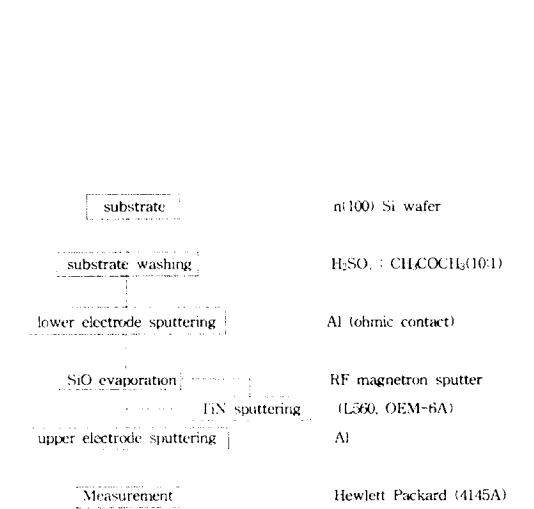 substrate n(100) Si wafer
substrate washing H₂SO₄ : CH₃COCH₃(10:1)
lower electrode sputtering Al (ohmic contact)
SiO evaporation RF magnetron sputter
TiN sputtering (L560, OEM-6A)
upper electrode sputtering Al
Measurement Hewlett Packard (4145A)